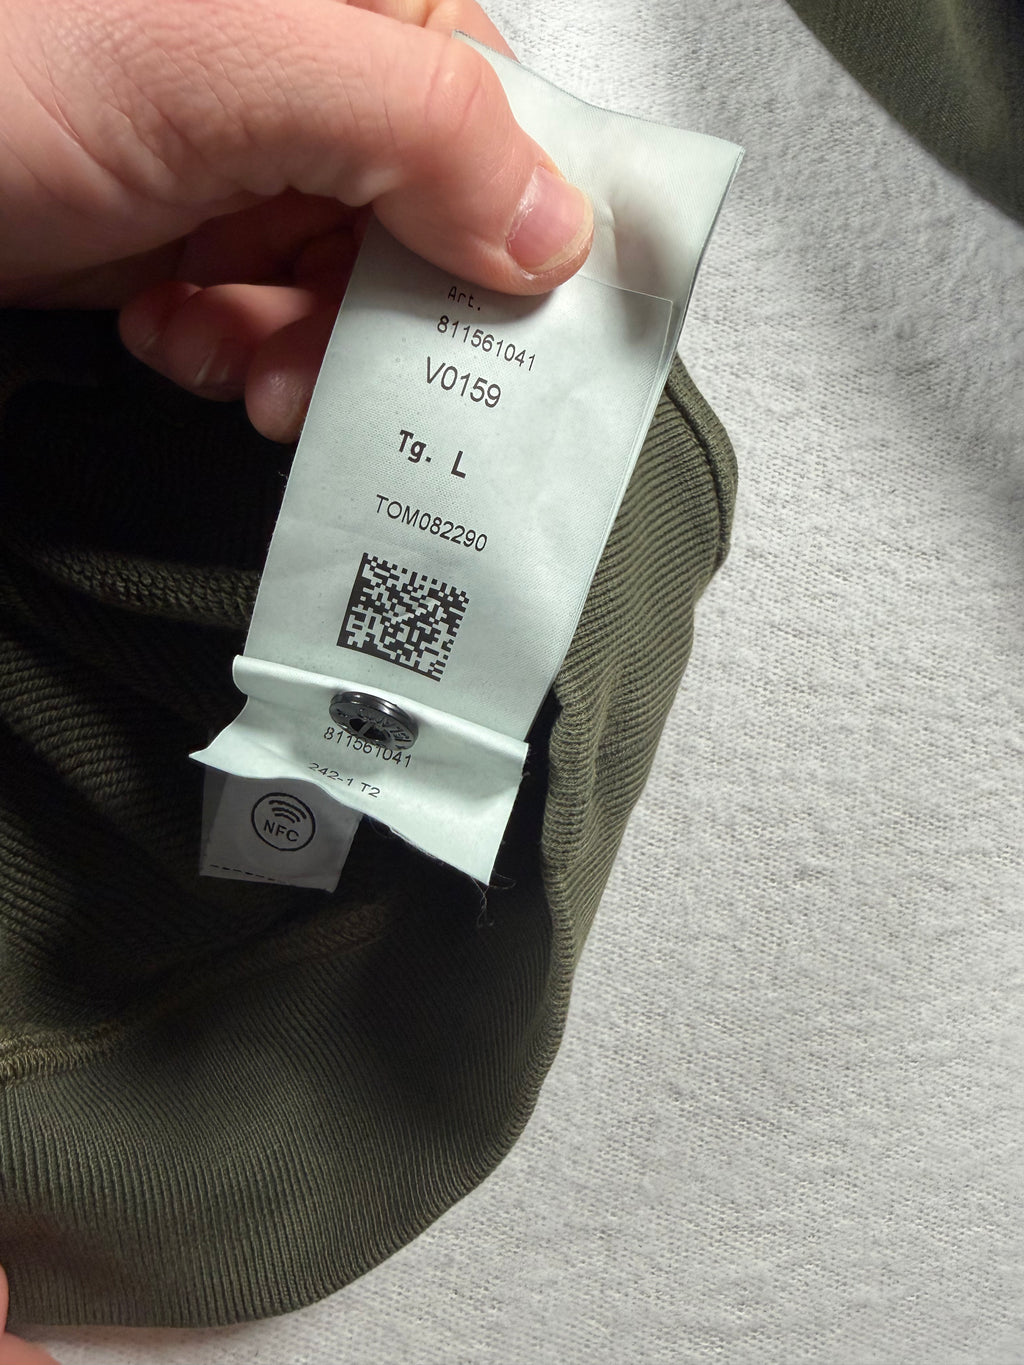 Art.
811561041
V0159
Tg. L
TOM082290
811561041
242-1 T2
NFC